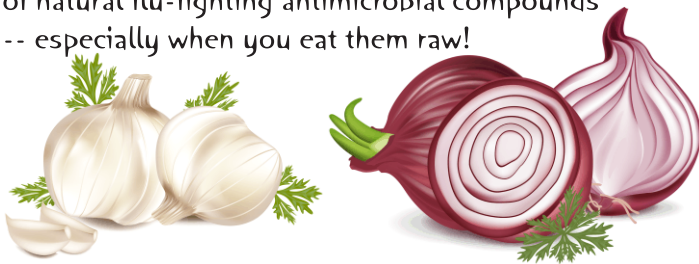 of natural flu-fighting antimicrobial compounds
-- especially when you eat them raw!